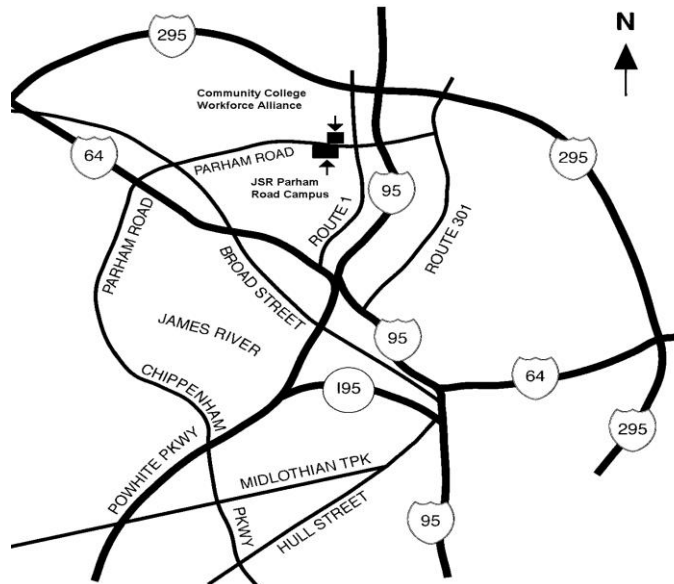 N
295
Community College
Workforce Alliance
64
PARHAM ROAD
295
95
JSR Parham
Road Campus
PARHAM ROAD
ROUTE 1
ROUTE 301
BROAD STREET
JAMES RIVER
95
64
CHIPPENHAM
I95
295
POWHITE PKWY
MIDLOTHIAN TPK
PKWY
HULL STREET
95